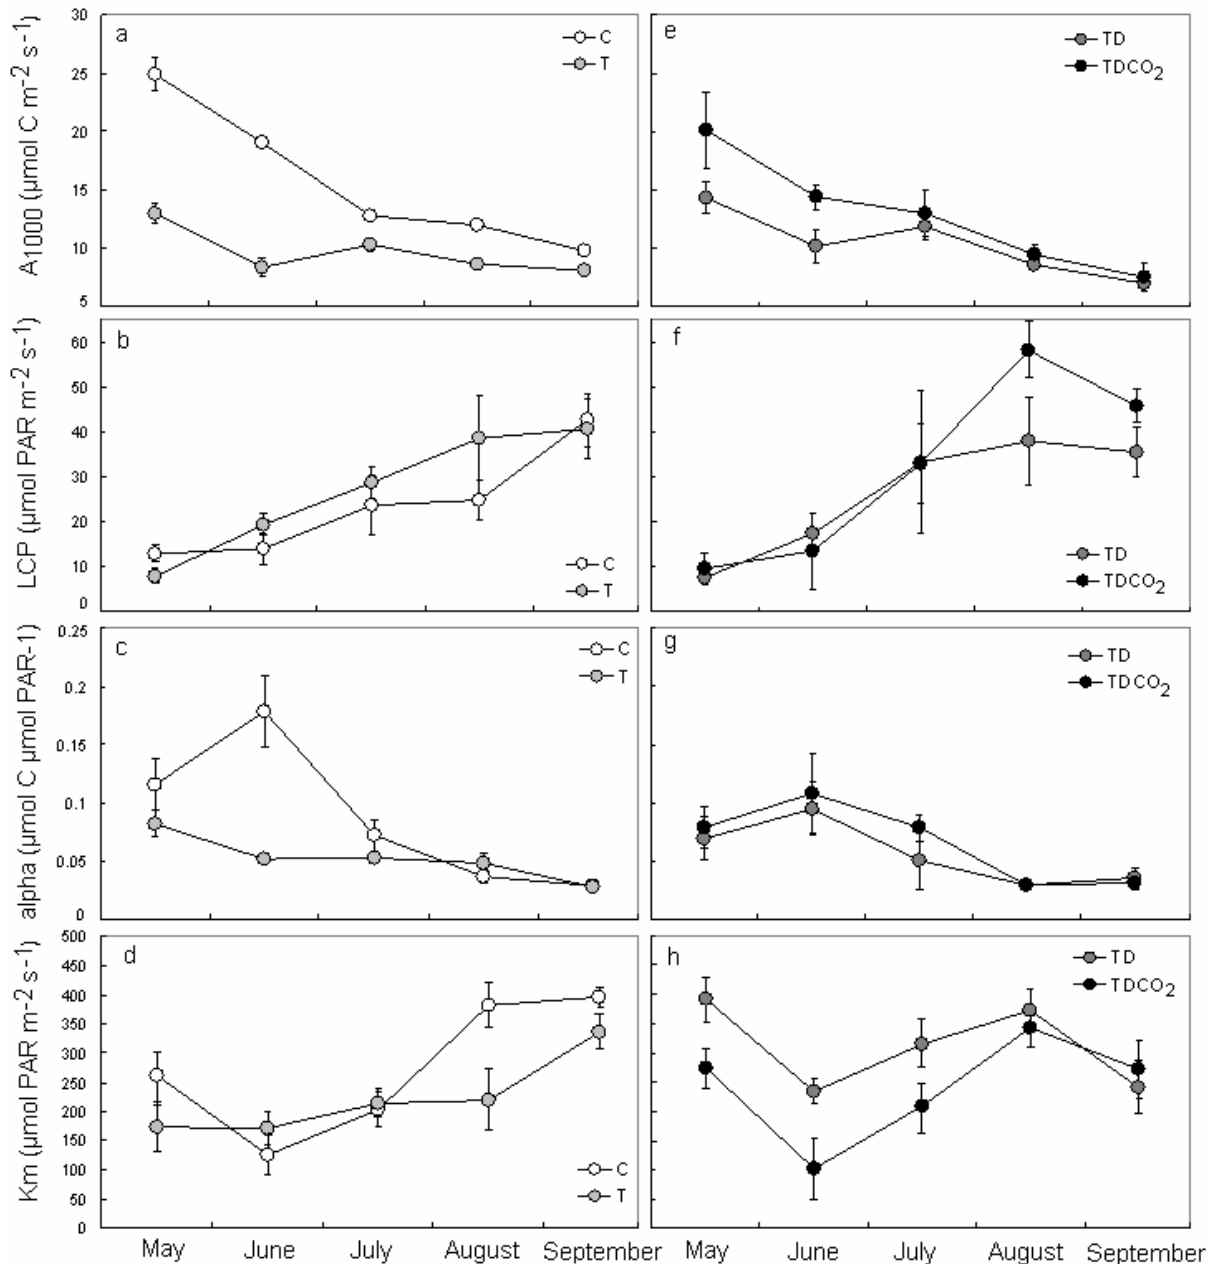 a
C
T
30
25
20
15
10
5
A1000 (µmol C m-2 s-1)
e
TD
TDCO2
b
C
T
60
50
40
30
20
10
0
LCP (µmol PAR m-2 s-1)
f
TD
TDCO2
c
C
T
0.25
0.2
0.15
0.1
0.05
0
alpha (µmol C µmol PAR-1)
g
TD
TDCO2
d
C
T
500
450
400
350
300
250
200
150
100
50
0
Km (µmol PAR m-2 s-1)
h
TD
TDCO2
May June July August September
May June July August September